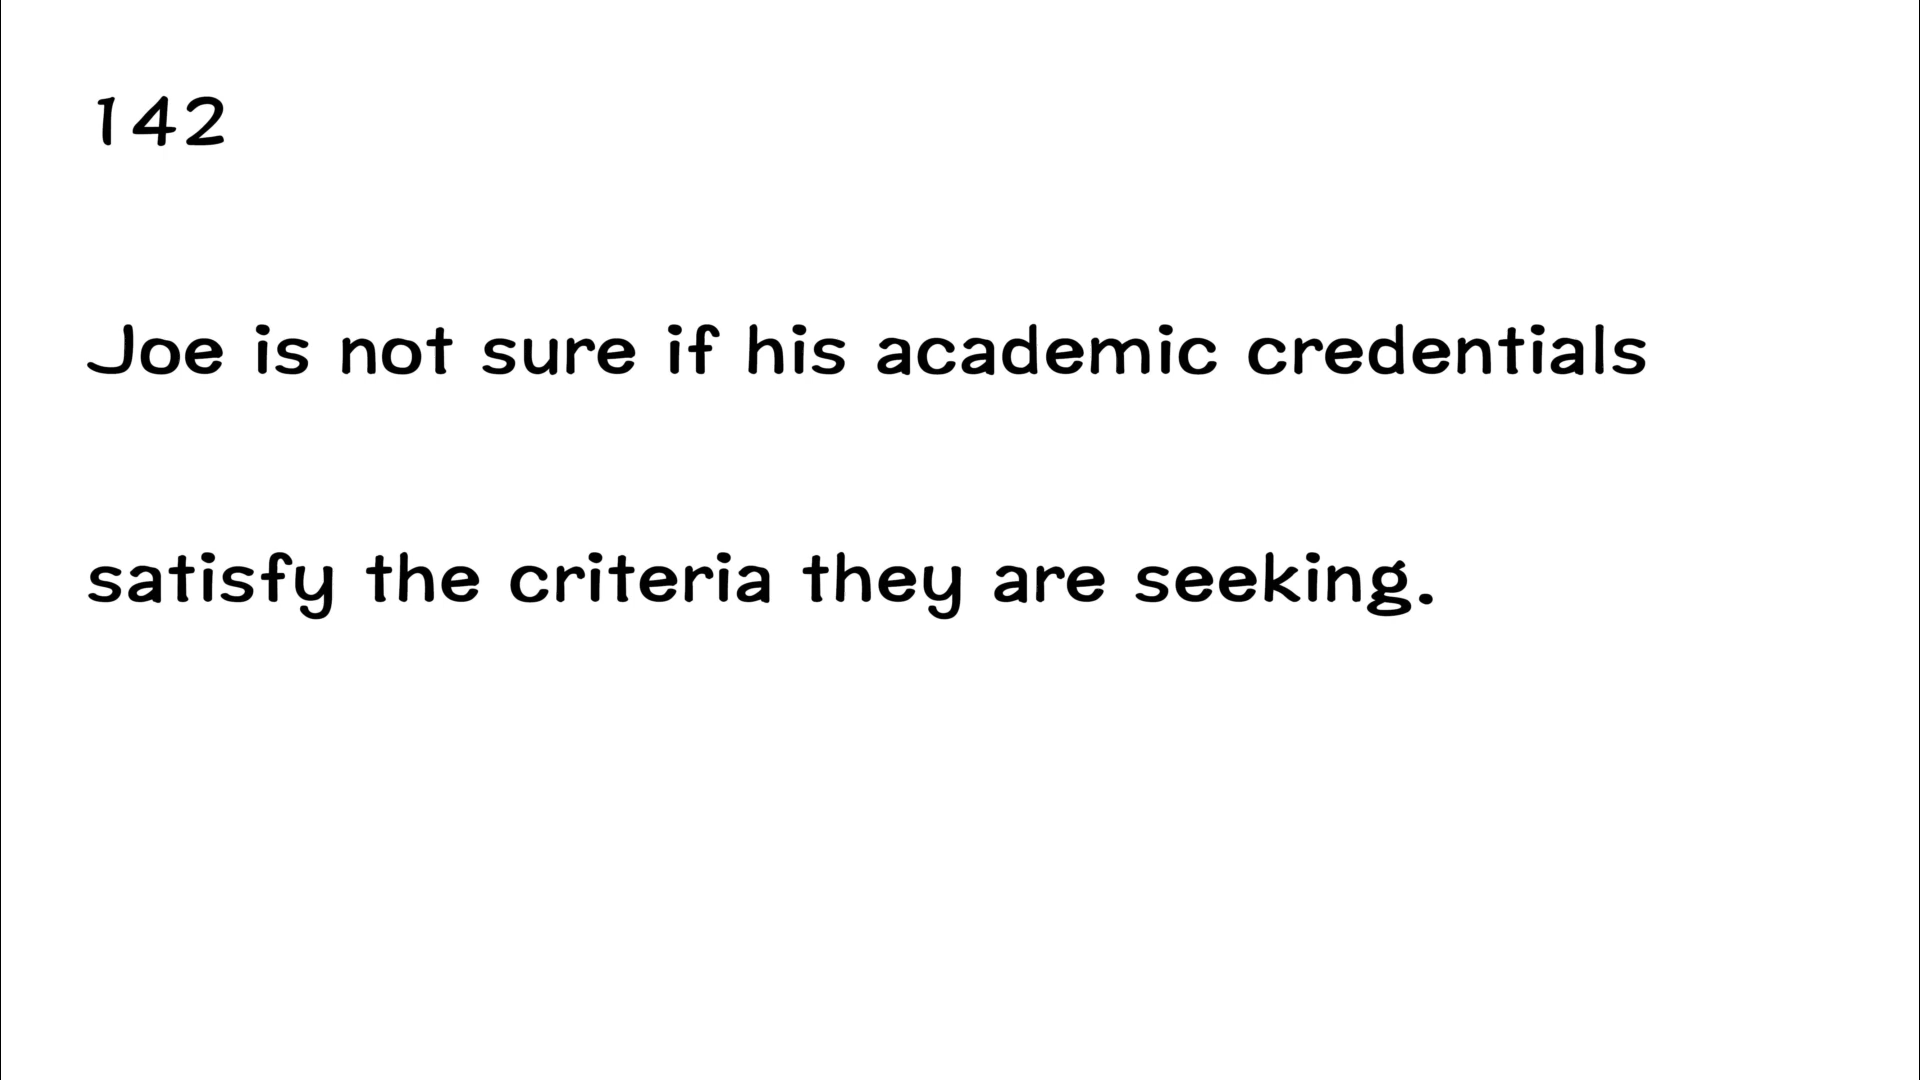 142
Joe is not sure if his academic credentials
satisfy the criteria they are seeking.